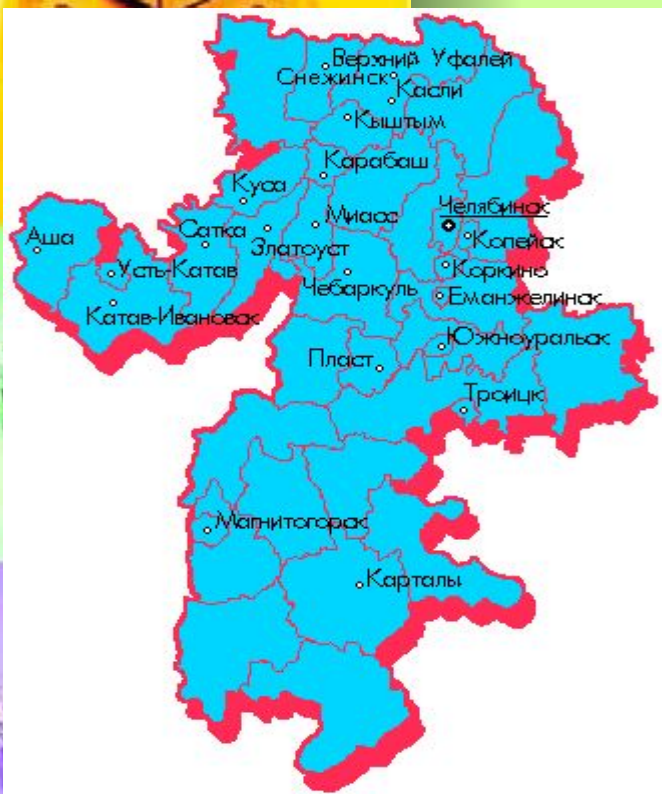 Верхний Уфалей
Снежинск
Касли
Кыштым
Карабаш
Куса
Миасс
Челябинск
Аша
Сатка
Златоуст
Копейск
Усть-Катав
Коркино
Чебаркуль
Еманжелинск
Катав-Ивановск
Южноуральск
Пласт
Троицк
Магнитогорск
Карталы